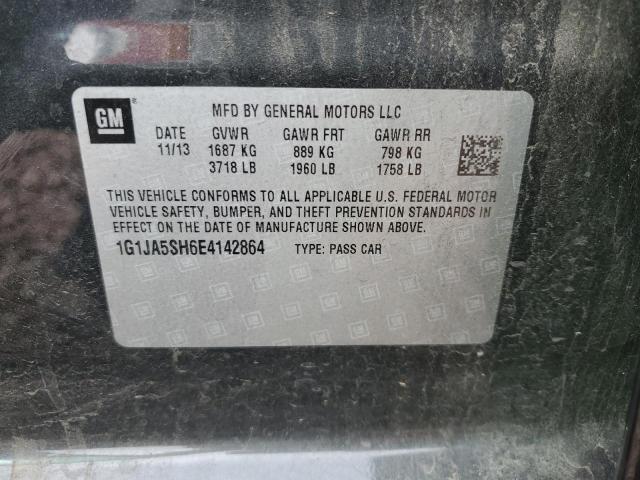 GM
MFD BY GENERAL MOTORS LLC
DATE GVWR GAWR FRT GAWR RR
11/13 1687 KG 889 KG 798 KG
3718 LB 1960 LB 1758 LB
THIS VEHICLE CONFORMS TO ALL APPLICABLE U.S. FEDERAL MOTOR
VEHICLE SAFETY, BUMPER, AND THEFT PREVENTION STANDARDS IN
EFFECT ON THE DATE OF MANUFACTURE SHOWN ABOVE.
1G1JA5SH6E4142864 TYPE: PASS CAR